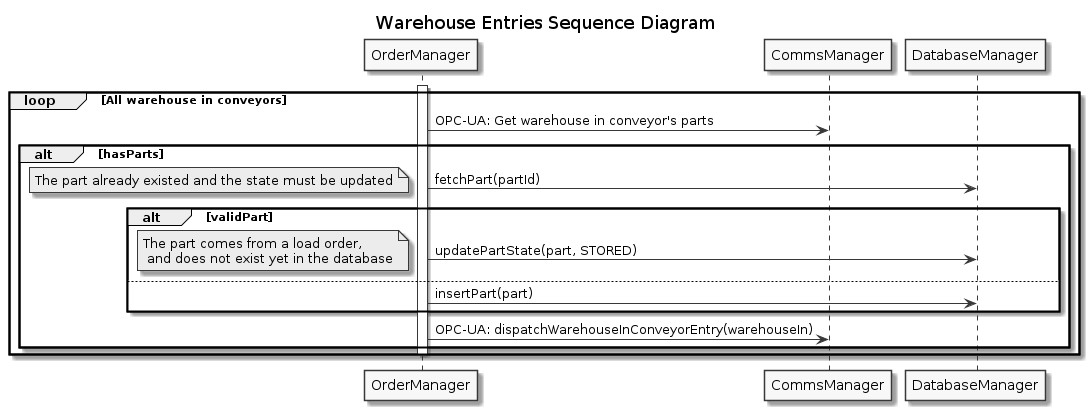 Warehouse Entries Sequence Diagram
OrderManager
CommsManager
DatabaseManager
loop
[All warehouse in conveyors]
OPC-UA: Get warehouse in conveyor's parts
alt
[hasParts]
The part already existed and the state must be updated
fetchPart(partId)
alt
[validPart]
The part comes from a load order,
and does not exist yet in the database
updatePartState(part, STORED)
insertPart(part)
OPC-UA: dispatchWarehouseInConveyorEntry(warehouseIn)
OrderManager
CommsManager
DatabaseManager